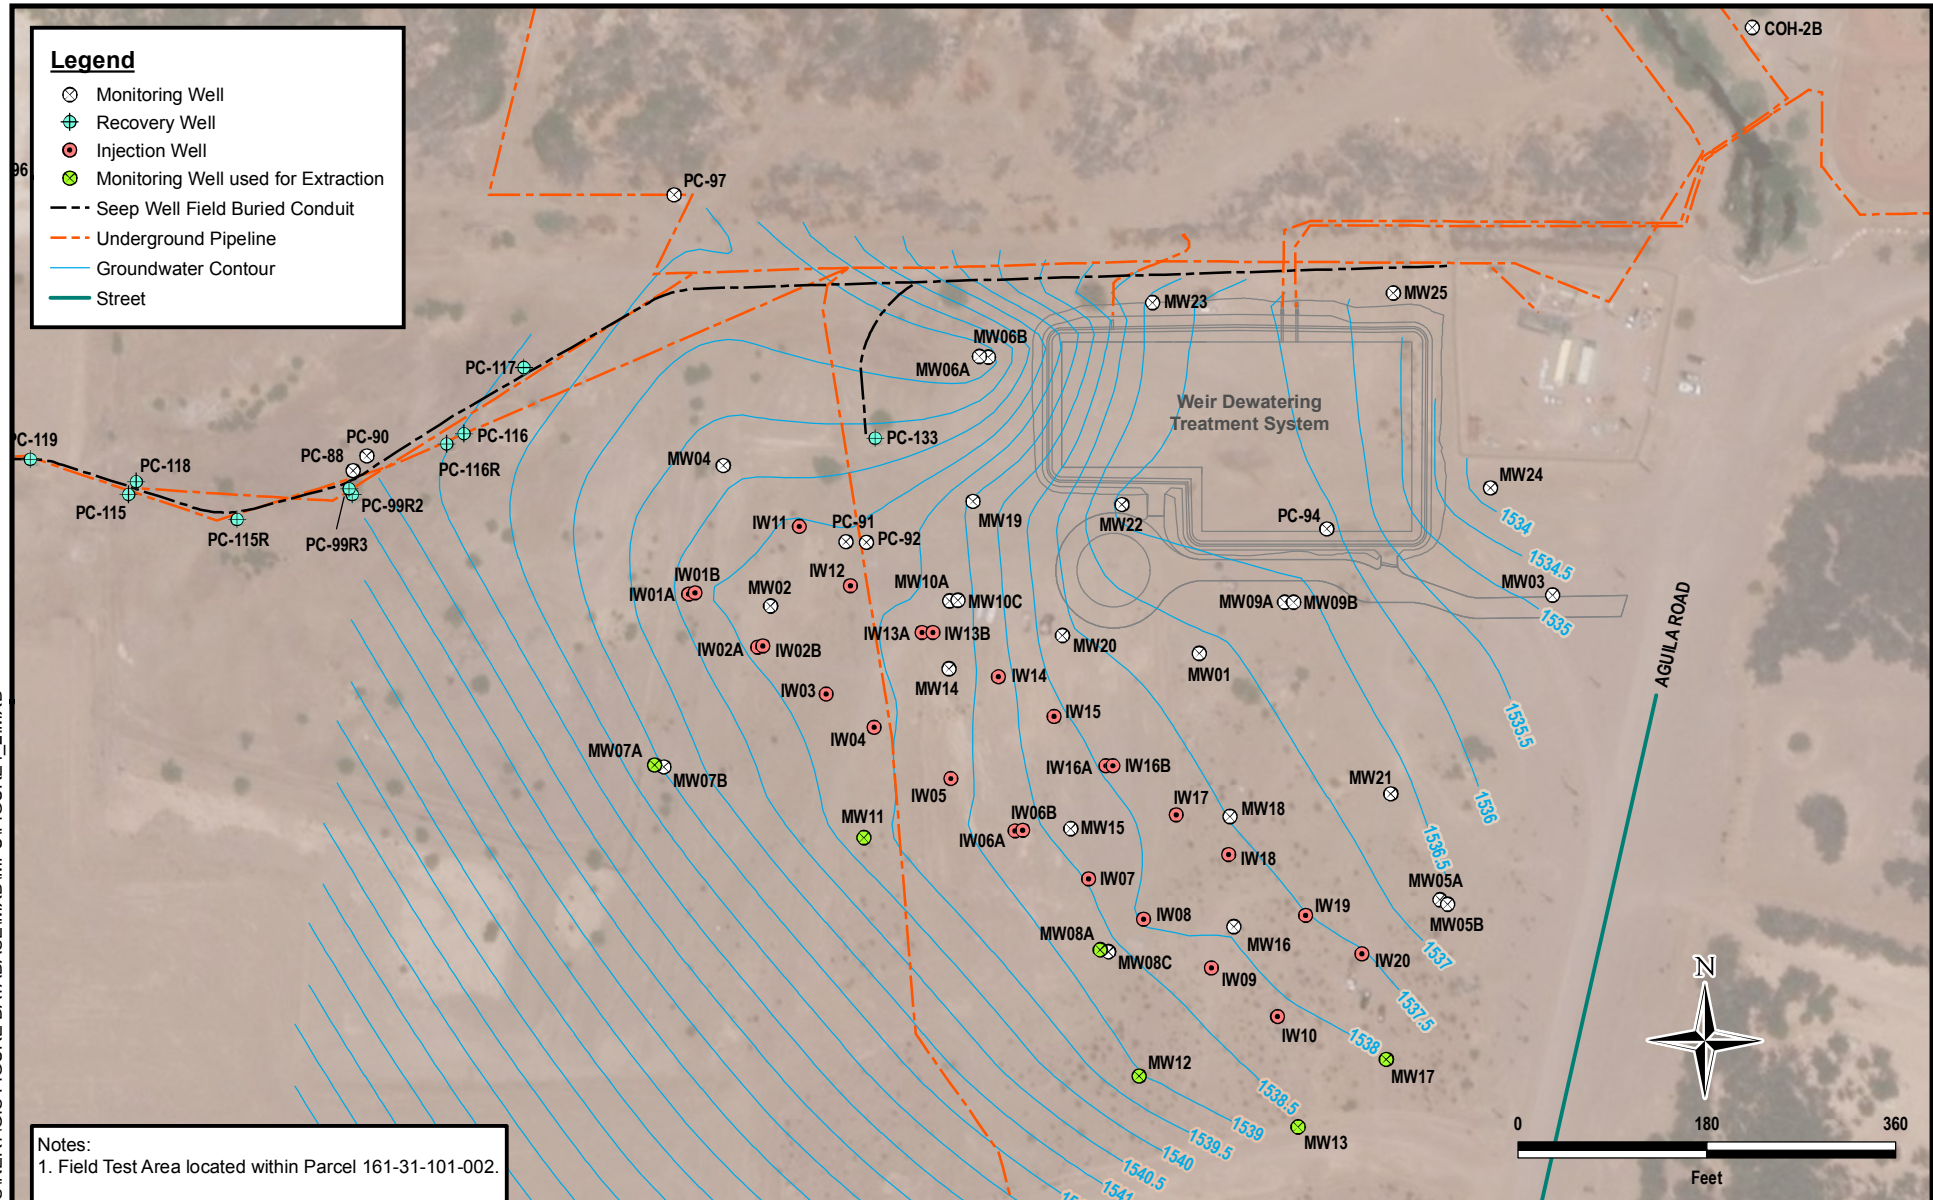 Legend
Monitoring Well
Recovery Well
Injection Well
Monitoring Well used for Extraction
Seep Well Field Buried Conduit
Underground Pipeline
Groundwater Contour
Street
96
COH-2B
PC-97
MW23
MW25
MW06B
MW06A
PC-117
Weir Dewatering
Treatment System
PC-119
PC-90
PC-116
PC-133
PC-88
PC-116R
MW04
PC-118
MW24
PC-115
PC-99R2
MW19
MW22
PC-94
1534
IW11
PC-91
PC-92
PC-115R
PC-99R3
1534.5
IW01B
IW12
MW10A
MW03
IW01A
MW02
MW10C
MW09A
MW09B
1535
AGUILA ROAD
IW13A
IW13B
MW20
IW02A
IW02B
MW01
MW14
IW14
IW03
IW15
1535.5
IW04
MW07A
IW16A
IW16B
MW07B
MW21
IW05
1536
MW11
IW06B
IW17
MW18
IW06A
MW15
1536.5
IW18
IW07
MW05A
IW19
IW08
MW05B
MW08A
MW16
1537
MW08C
IW20
IW09
N
1537.5
IW10
1538
MW12
MW17
1538.5
0
180
360
1539
MW13
1539.5
1540
Feet
1540.5
1541
Notes:
1. Field Test Area located within Parcel 161-31-101-002.